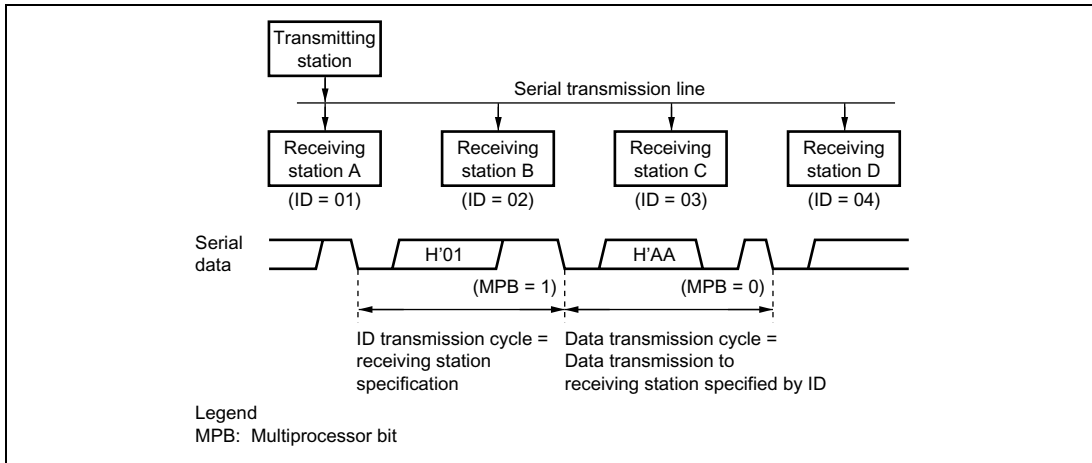 Transmitting
station
Serial transmission line
Receiving
station A
Receiving
station B
Receiving
station C
Receiving
station D
(ID = 01)
(ID = 02)
(ID = 03)
(ID = 04)
Serial
data
H'01
H'AA
(MPB = 1)
(MPB = 0)
ID transmission cycle =
receiving station
specification
Data transmission cycle =
Data transmission to
receiving station specified by ID
Legend
MPB: Multiprocessor bit